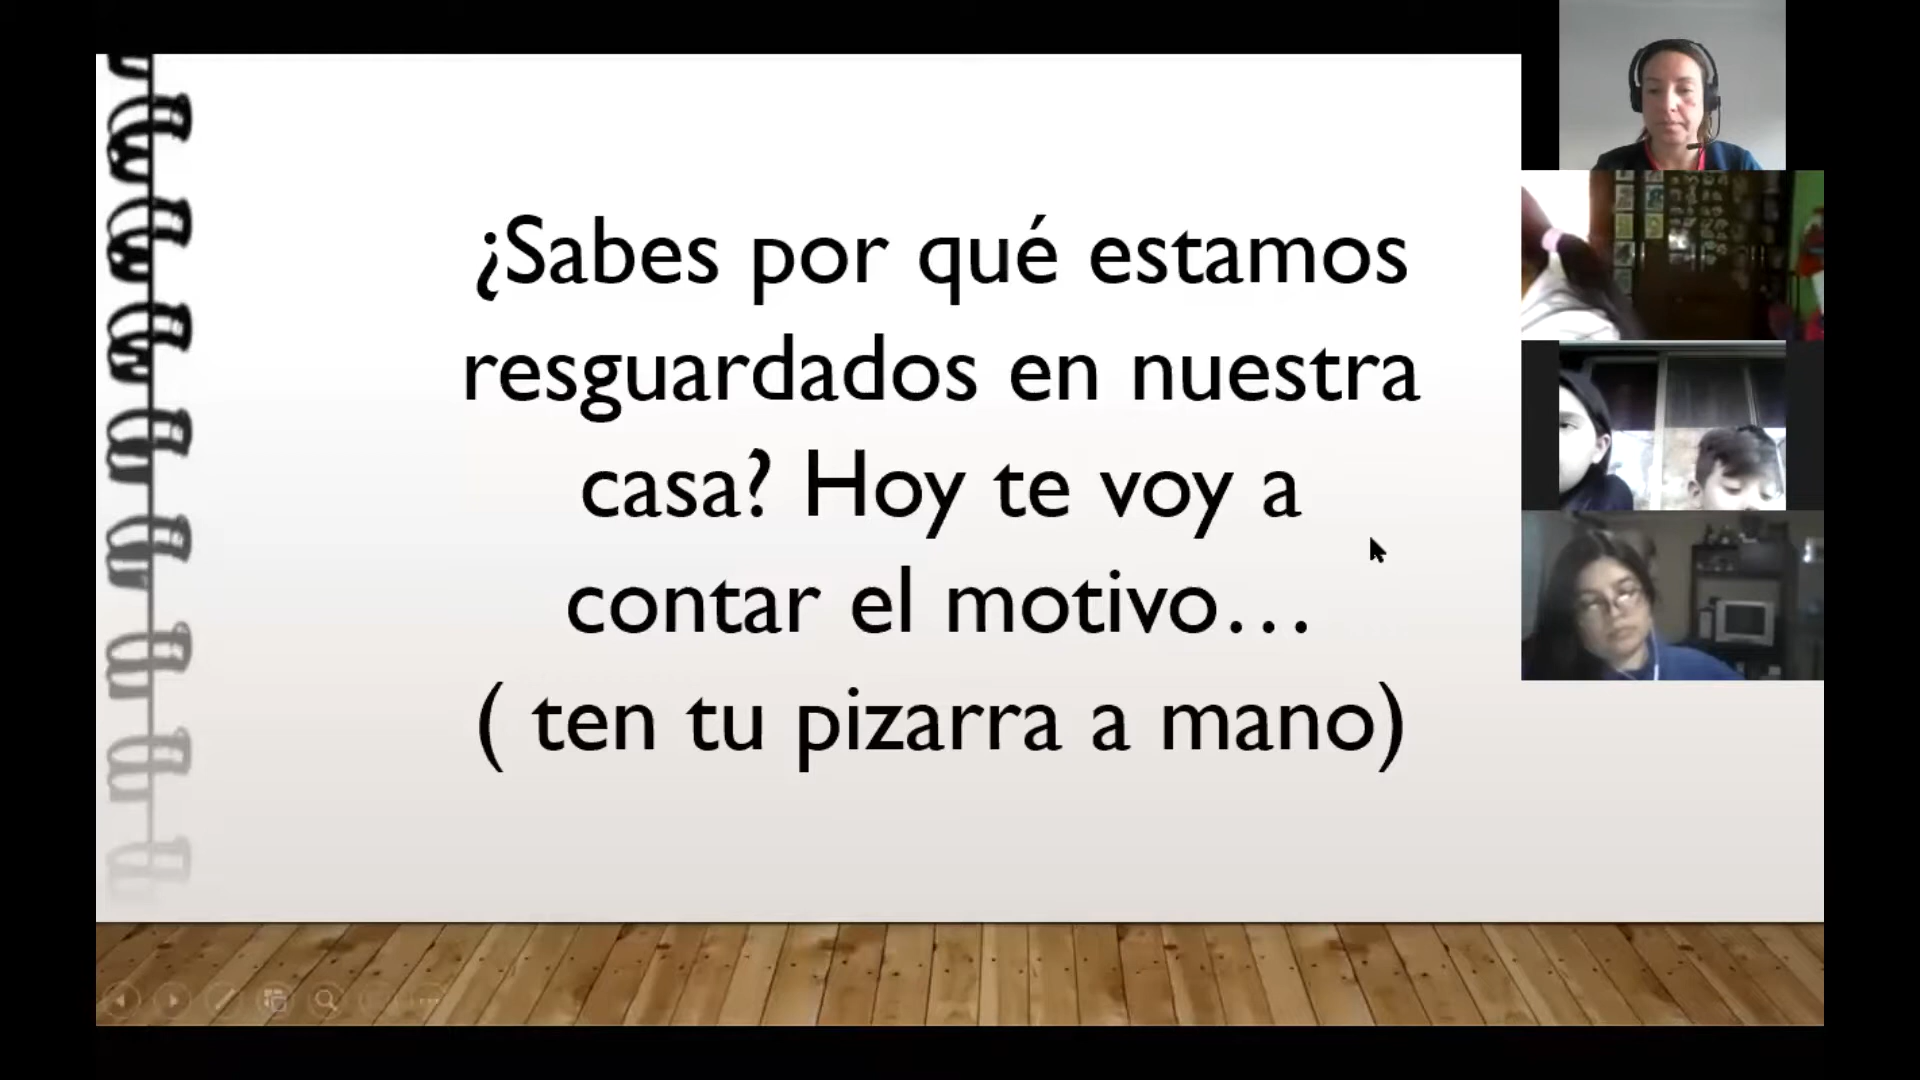 ¿Sabes por qué estamos
resguardados en nuestra
casa? Hoy te voy a
contar el motivo…
( ten tu pizarra a mano)